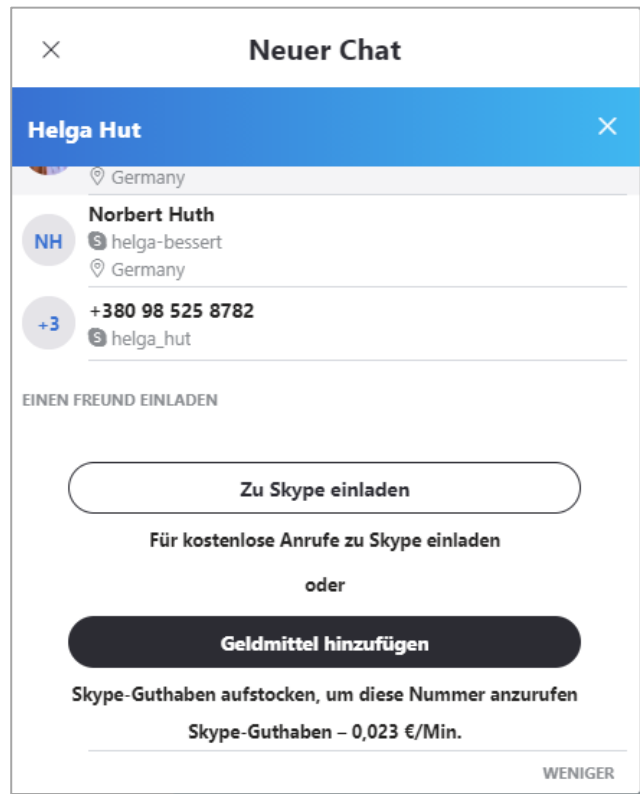 Neuer Chat
Helga Hut
Germany
Norbert Huth
NH
helga-bessert
Germany
+380 98 525 8782
+3
helga_hut
EINEN FREUND EINLADEN
Zu Skype einladen
Für kostenlose Anrufe zu Skype einladen
oder
Geldmittel hinzufügen
Skype-Guthaben aufstocken, um diese Nummer anzurufen
Skype-Guthaben – 0,023 €/Min.
WENIGER